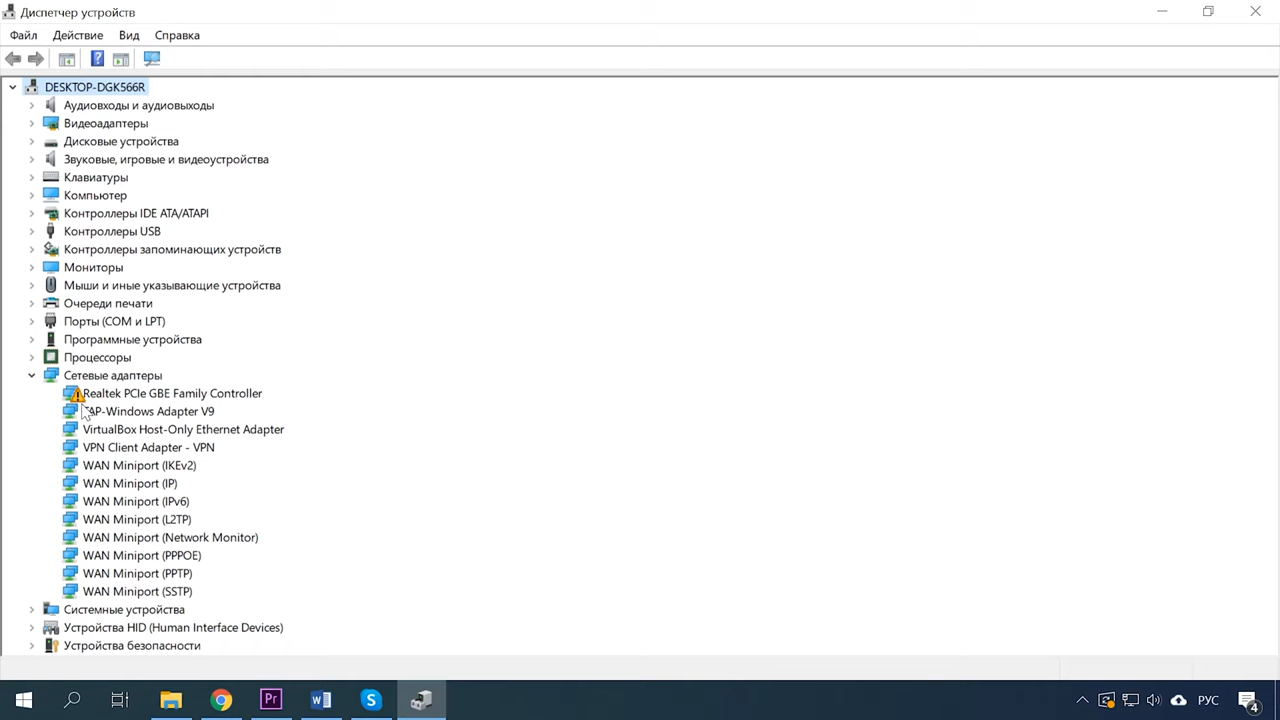 Диспетчер устройств
Файл Действие Вид Справка
DESKTOP-DGK566R
Аудиовходы и аудиовыходы
Видеоадаптеры
Дисковые устройства
Звуковые, игровые и видеоустройства
Клавиатуры
Компьютер
Контроллеры IDE ATA/ATAPI
Контроллеры USB
Контроллеры запоминающих устройств
Мониторы
Мыши и иные указывающие устройства
Очереди печати
Порты (COM и LPT)
Программные устройства
Процессоры
Сетевые адаптеры
Realtek PCIe GBE Family Controller
TAP-Windows Adapter V9
VirtualBox Host-Only Ethernet Adapter
VPN Client Adapter - VPN
WAN Miniport (IKEv2)
WAN Miniport (IP)
WAN Miniport (IPv6)
WAN Miniport (L2TP)
WAN Miniport (Network Monitor)
WAN Miniport (PPPOE)
WAN Miniport (PPTP)
WAN Miniport (SSTP)
Системные устройства
Устройства HID (Human Interface Devices)
Устройства безопасности
Pr
РУС
4